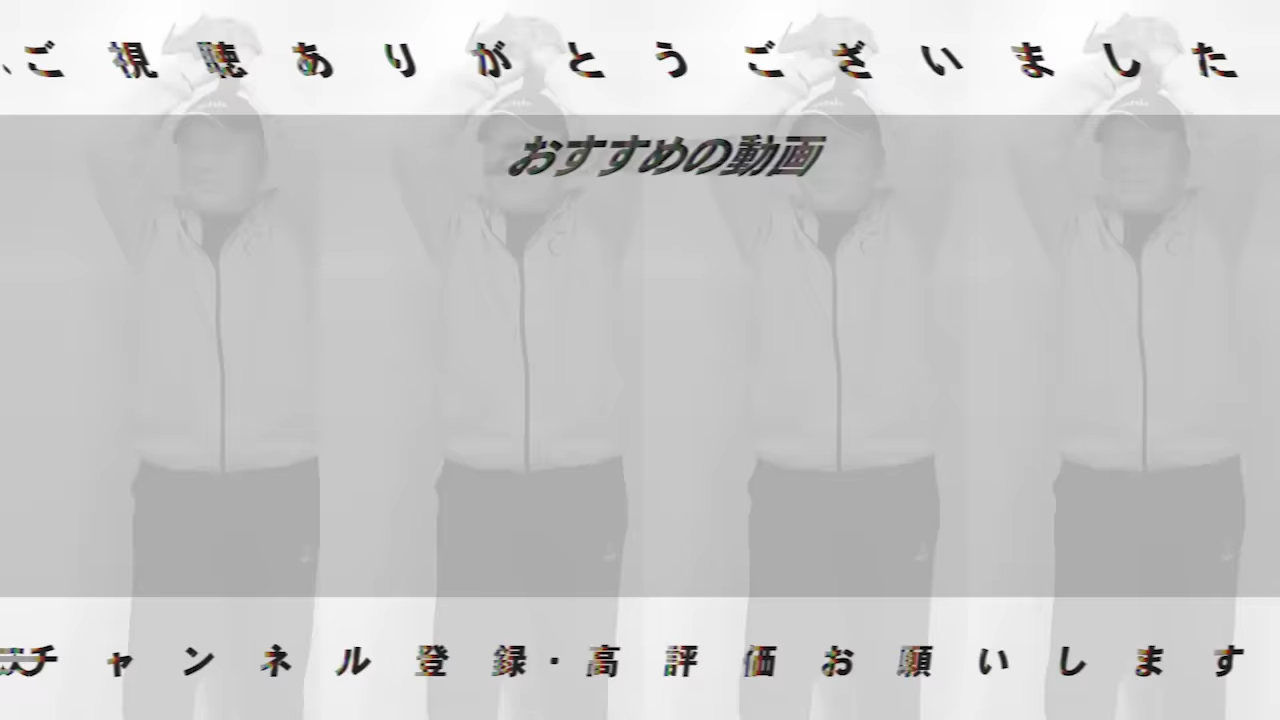 ご視聴ありがとうございました
おすすめの動画
チャンネル登録・高評価お願いします